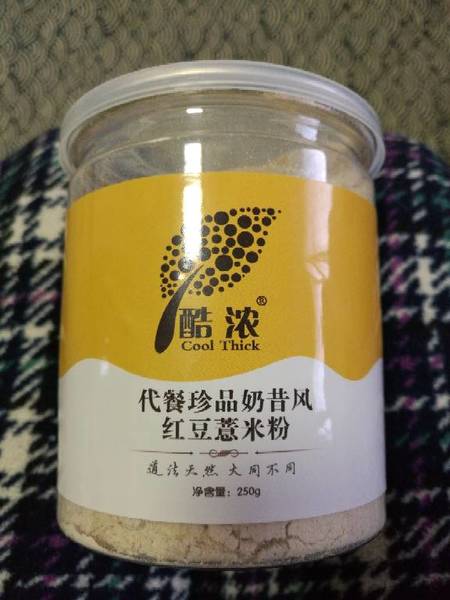 酷浓®
Cool Thick
代餐珍品奶昔风
红豆薏米粉
道法天然 大同不同
净含量：250g